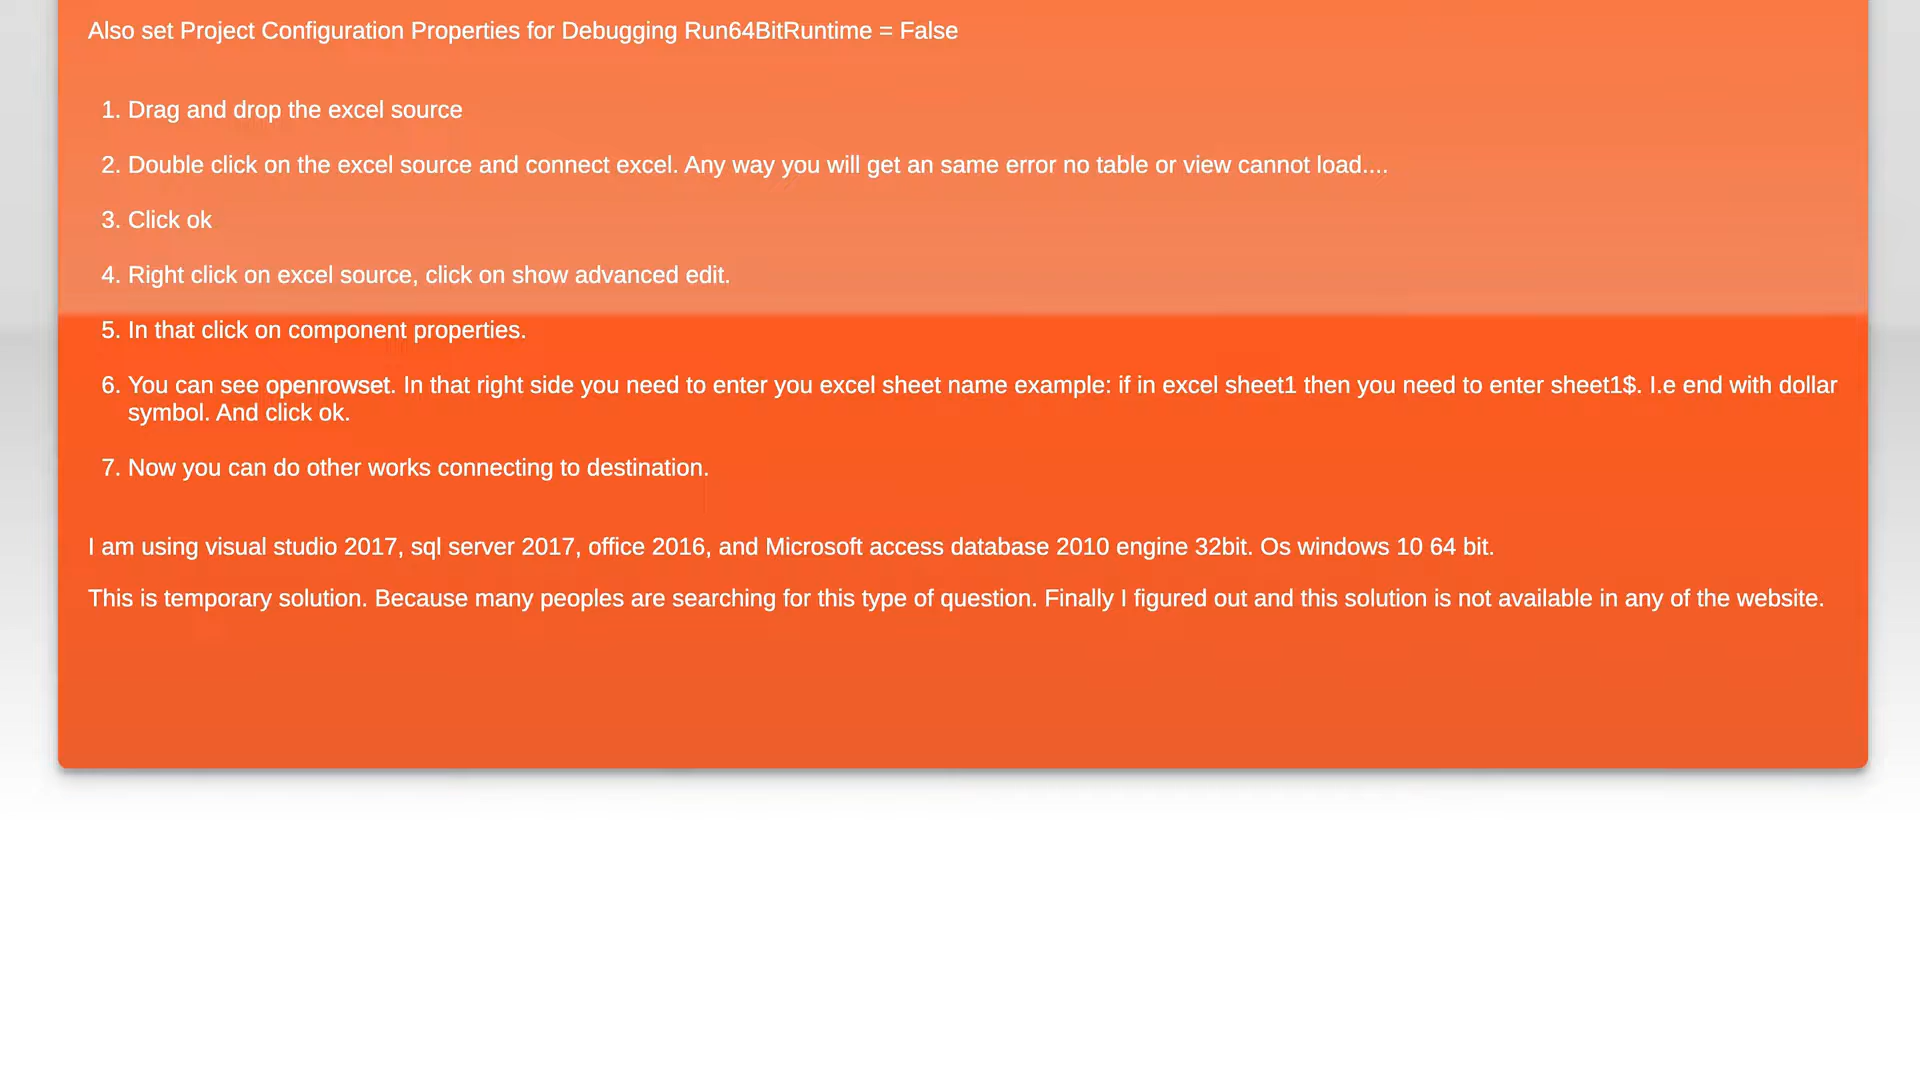 Also set Project Configuration Properties for Debugging Run64BitRuntime = False
1. Drag and drop the excel source
2. Double click on the excel source and connect excel. Any way you will get an same error no table or view cannot load....
3. Click ok
4. Right click on excel source, click on show advanced edit.
5. In that click on component properties.
6. You can see openrowset. In that right side you need to enter you excel sheet name example: if in excel sheet1 then you need to enter sheet1$. I.e end with dollar
symbol. And click ok.
7. Now you can do other works connecting to destination.
I am using visual studio 2017, sql server 2017, office 2016, and Microsoft access database 2010 engine 32bit. Os windows 10 64 bit.
This is temporary solution. Because many peoples are searching for this type of question. Finally I figured out and this solution is not available in any of the website.